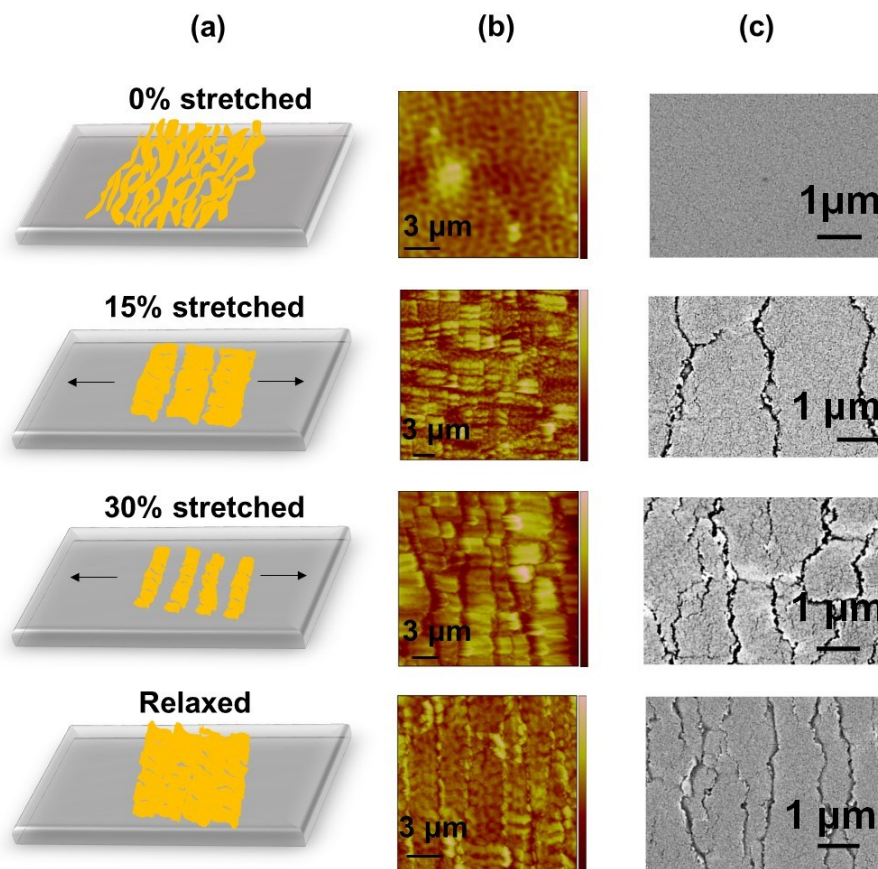 (a) (b) (c)
0% stretched
3 µm
1µm
15% stretched
3 µm
1 µm
30% stretched
3 µm
1 µm
Relaxed
3 µm
1 µm